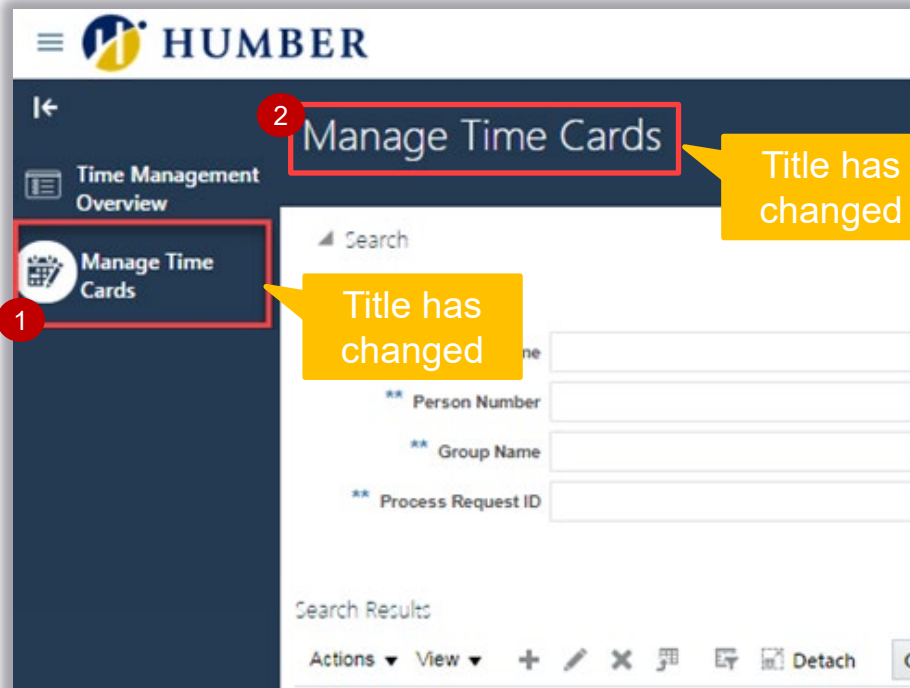 HUMBER
2
Manage Time Cards
Title has
changed
Time Management
Overview
Manage Time
Cards
1
Search
Title has
changed
** Person Number
** Group Name
** Process Request ID
Search Results
Actions View Detach